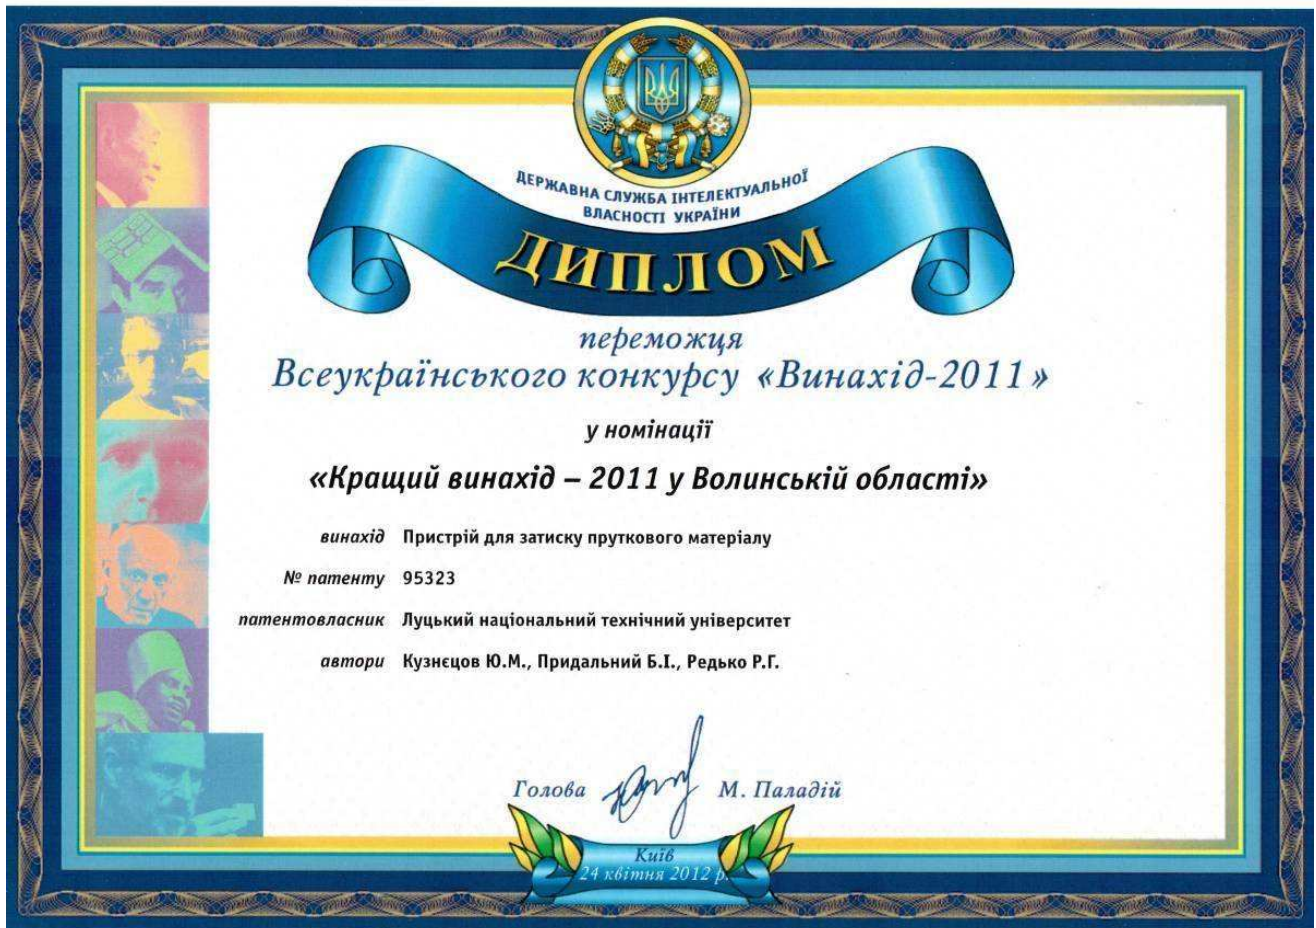 ДЕРЖАВНА СЛУЖБА ІНТЕЛЕКТУАЛЬНОЇ
ВЛАСНОСТІ УКРАЇНИ
ДИПЛОМ
переможця
Всеукраїнського конкурсу «Винахід-2011»
у номінації
«Кращий винахід – 2011 у Волинській області»
винахід Пристрій для затиску пруткового матеріалу
№ патенту 95323
патентовласник Луцький національний технічний університет
автори Кузнєцов Ю.М., Придальний Б.І., Редько Р.Г.
Голова М. Паладій
Київ
24 квітня 2012 р.